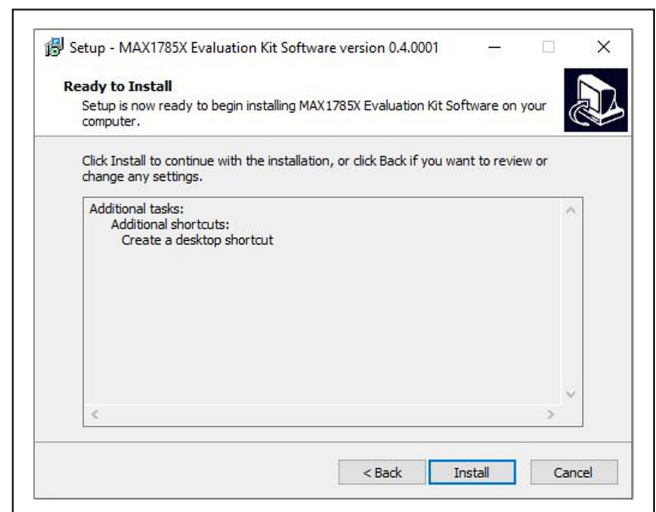 Setup - MAX1785X Evaluation Kit Software version 0.4.0001
Ready to Install
Setup is now ready to begin installing MAX1785X Evaluation Kit Software on your
computer.
Click Install to continue with the installation, or click Back if you want to review or
change any settings.
Additional tasks:
Additional shortcuts:
Create a desktop shortcut
< Back
Install
Cancel